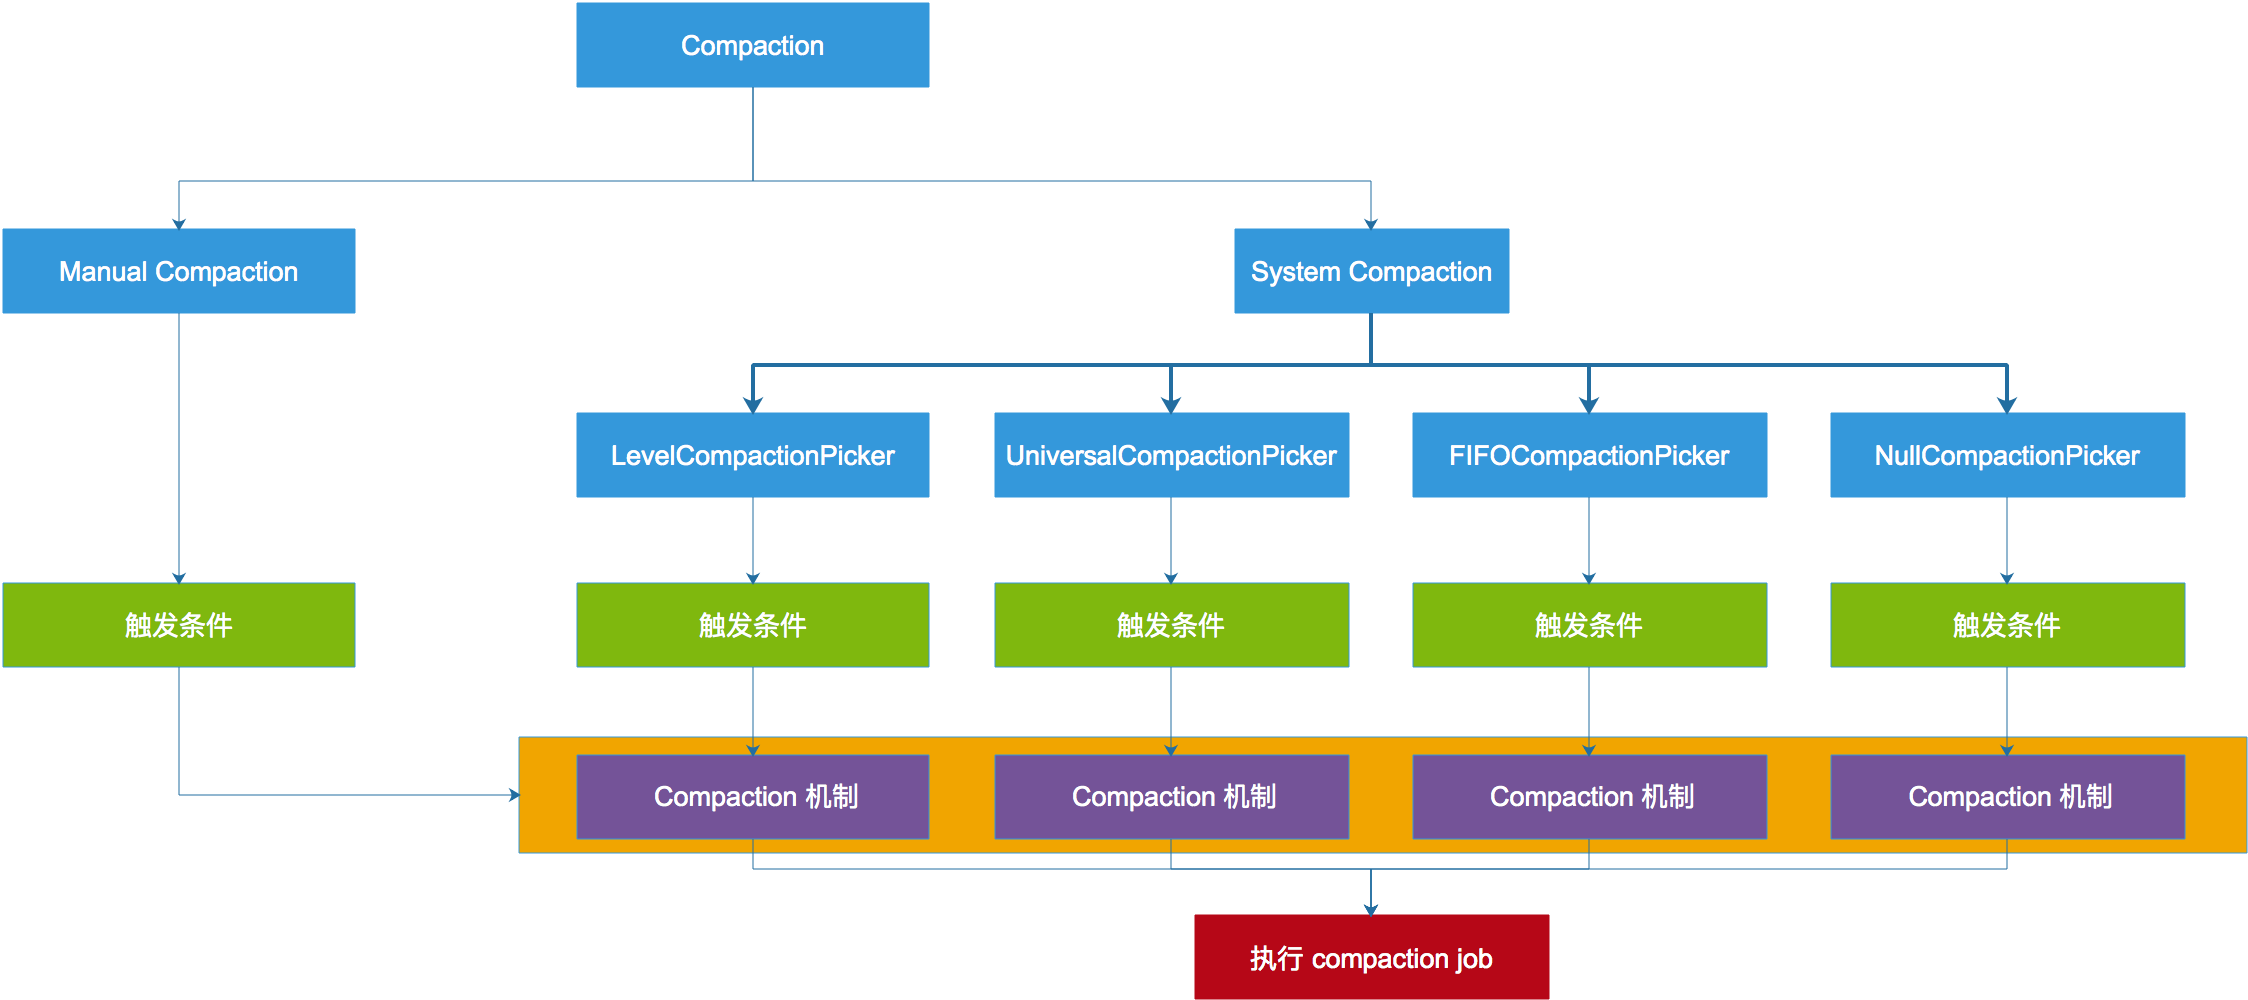 Compaction
Manual Compaction
System Compaction
LevelCompactionPicker
UniversalCompactionPicker
FIFOCompactionPicker
NullCompactionPicker
触发条件
触发条件
触发条件
触发条件
触发条件
Compaction 机制
Compaction 机制
Compaction 机制
Compaction 机制
执行 compaction job